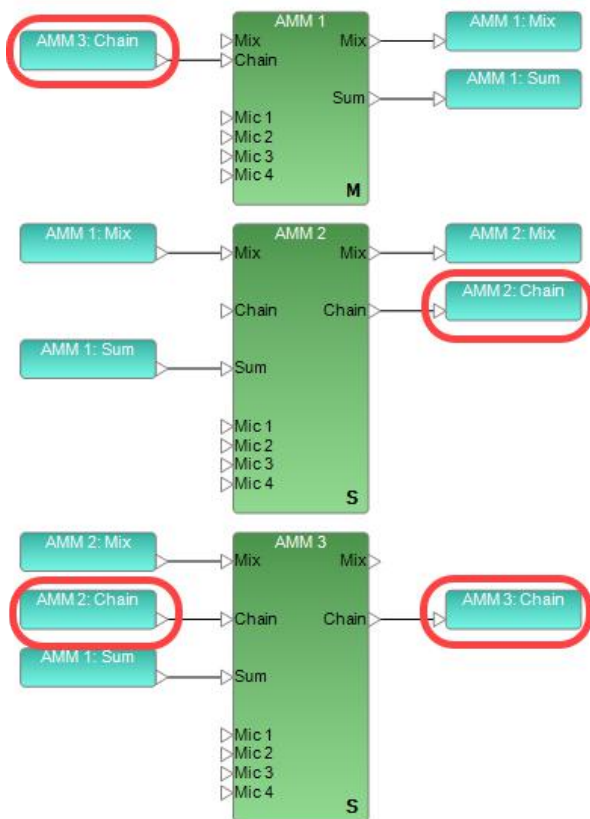 AMM 1
AMM 3: Chain
Mix
Mix
AMM 1: Mix
Chain
Sum
AMM 1: Sum
Mic 1
Mic 2
Mic 3
Mic 4
M
AMM 1: Mix
AMM 2
AMM 2: Mix
Mix
Mix
AMM 2: Chain
Chain
Chain
AMM 1: Sum
Sum
Mic 1
Mic 2
Mic 3
Mic 4
S
AMM 2: Mix
AMM 3
Mix
Mix
AMM 2: Chain
AMM 3: Chain
Chain
Chain
AMM 1: Sum
Sum
Mic 1
Mic 2
Mic 3
Mic 4
S